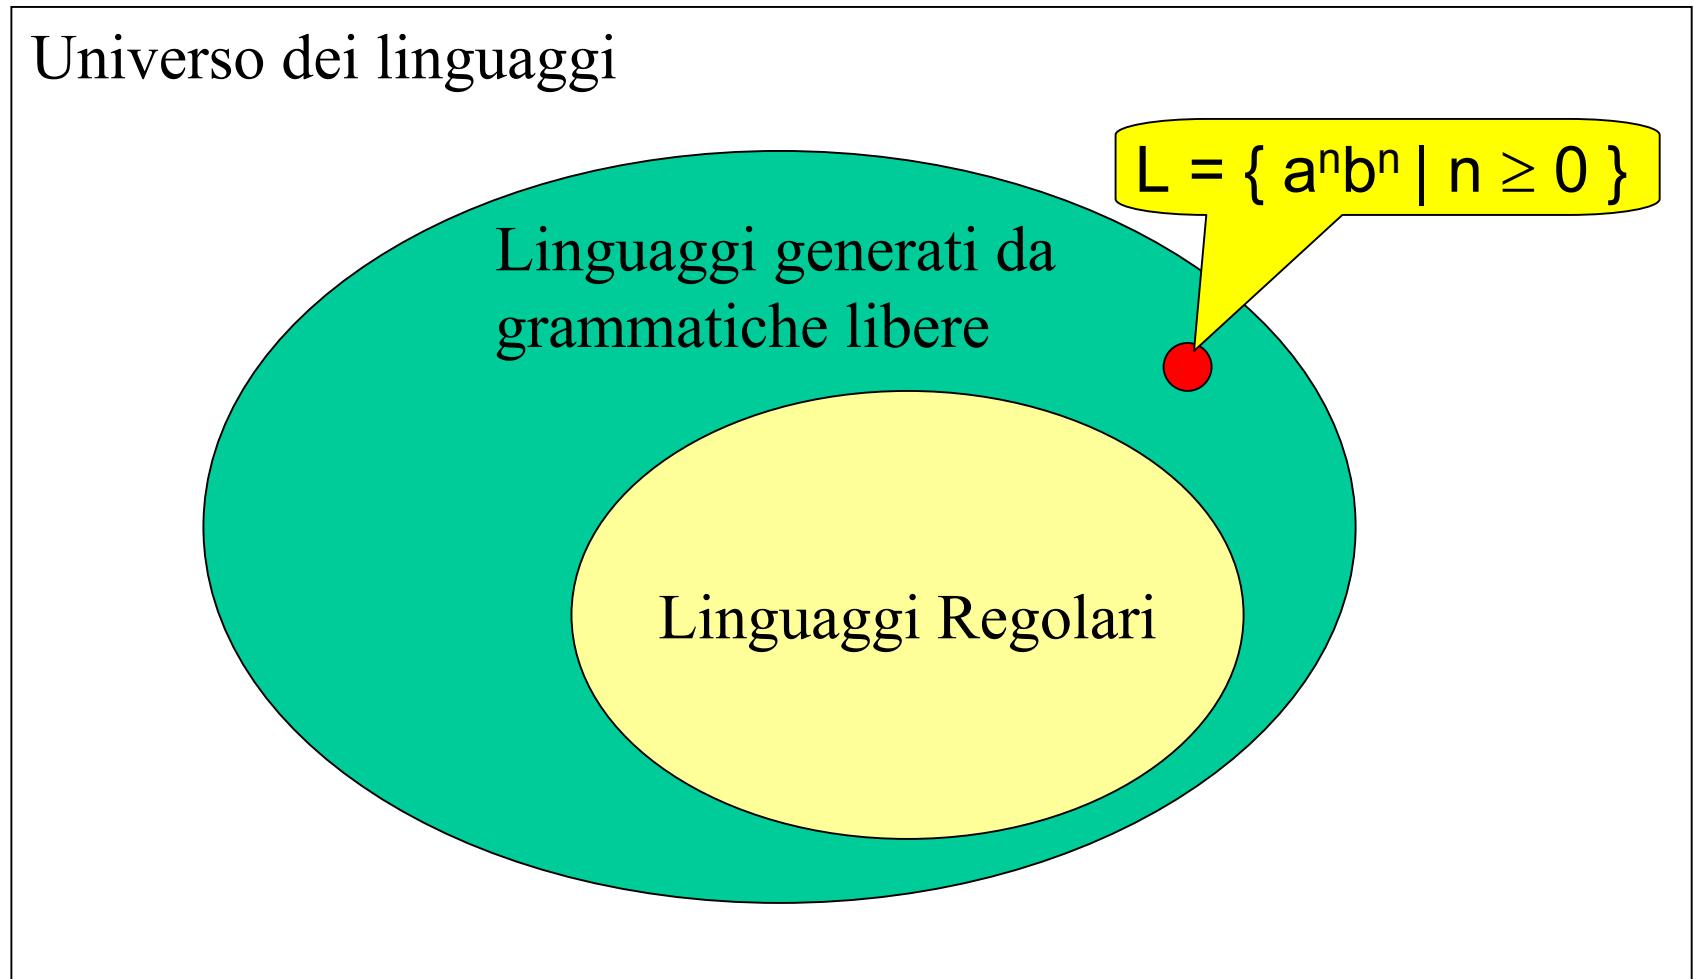 Universo dei linguaggi
L = { aⁿbⁿ | n ≥ 0 }
Linguaggi generati da
grammatiche libere
Linguaggi Regolari